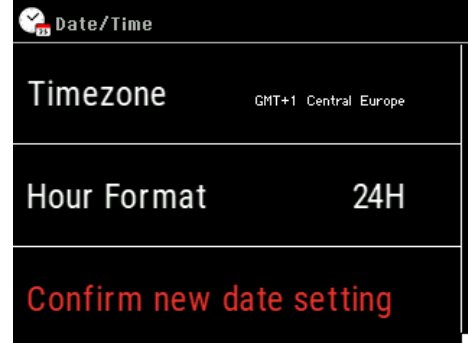 Date/Time
Timezone GMT+1 Central Europe
Hour Format 24H
Confirm new date setting